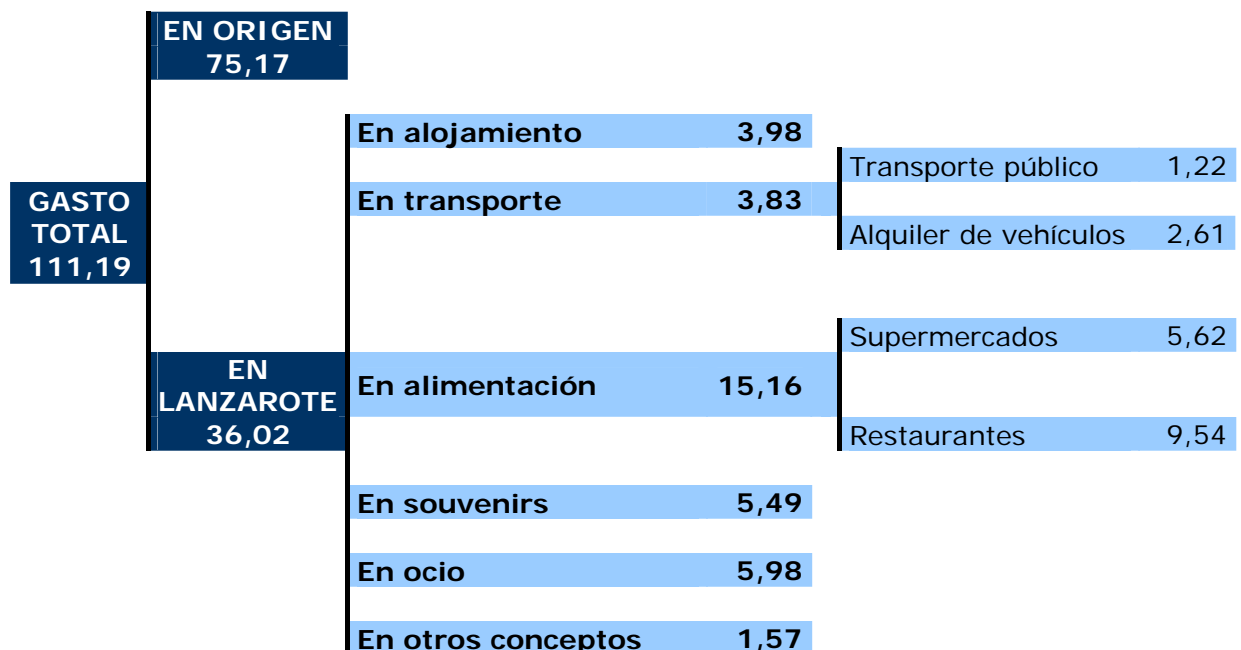 EN ORIGEN
75,17
En alojamiento 3,98
Transporte público 1,22
GASTO
TOTAL
111,19
En transporte 3,83
Alquiler de vehículos 2,61
Supermercados 5,62
EN
LANZAROTE
36,02
En alimentación 15,16
Restaurantes 9,54
En souvenirs 5,49
En ocio 5,98
En otros conceptos 1,57